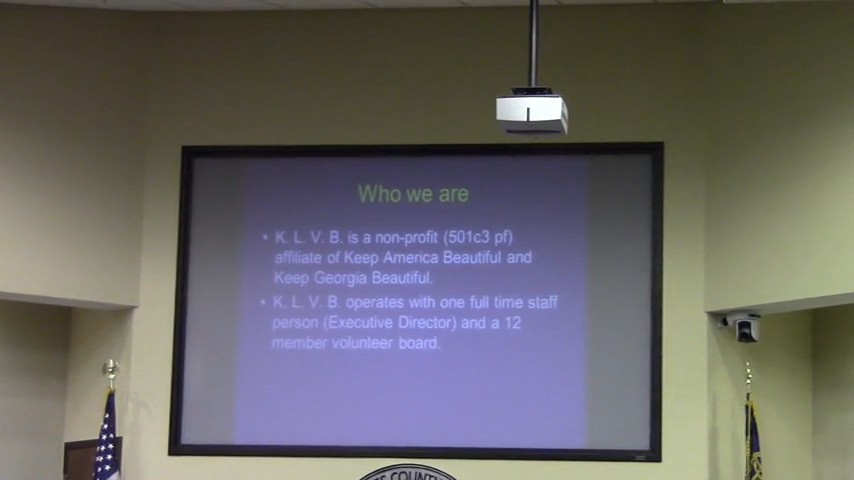 Who we are
• K. L. V. B. is a non-profit (501c3 pf)
affiliate of Keep America Beautiful and
Keep Georgia Beautiful.
• K. L. V. B. operates with one full time staff
person (Executive Director) and a 12
member volunteer board.